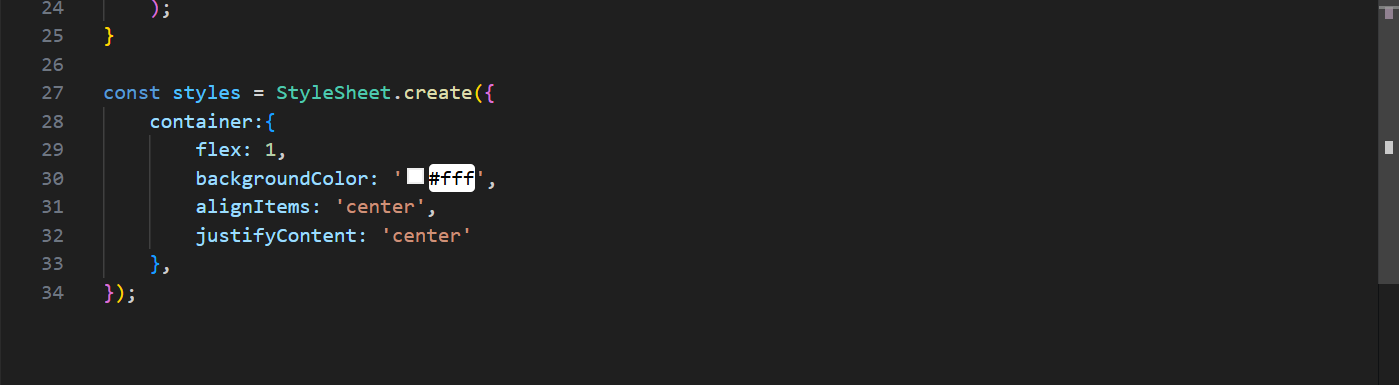 24 );
25 }
26
27 const styles = StyleSheet.create({
28 container:{
29 flex: 1,
30 backgroundColor: '#fff',
31 alignItems: 'center',
32 justifyContent: 'center'
33 },
34 });